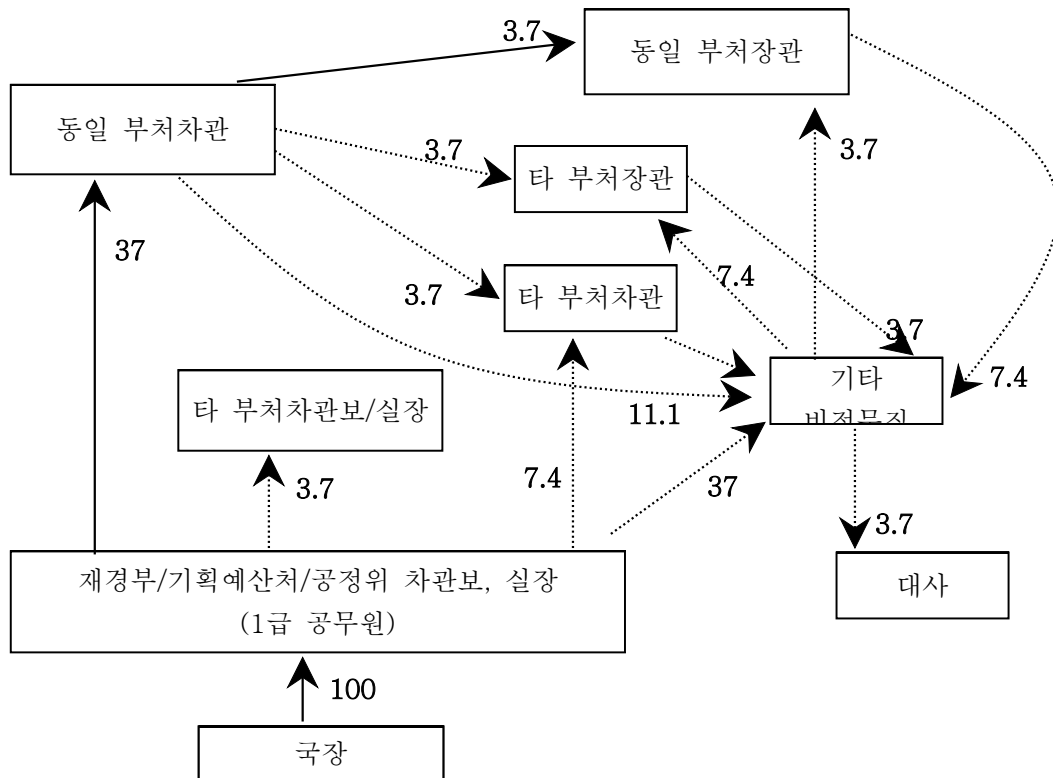 3.7
동일 부처장관
동일 부처차관
3.7
3.7
타 부처장관
37
7.4
3.7
타 부처차관
3.7
기타
7.4
타 부처차관보/실장
11.1
3.7
7.4
37
3.7
재경부/기획예산처/공정위 차관보, 실장
(1급 공무원)
대사
100
국장